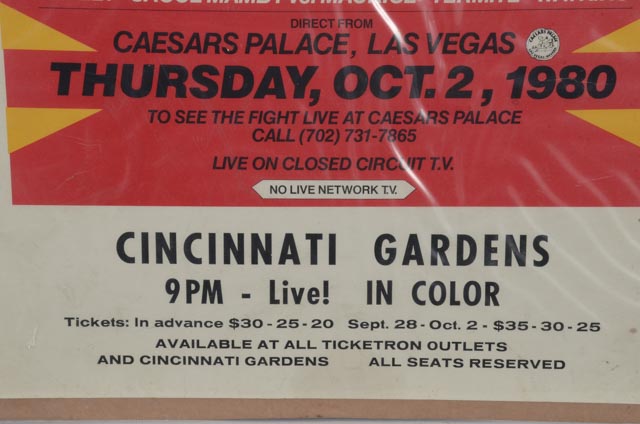 DIRECT FROM
CAESARS PALACE, LAS VEGAS
THURSDAY, OCT. 2, 1980
TO SEE THE FIGHT LIVE AT CAESARS PALACE
CALL (702) 731-7865
LIVE ON CLOSED CIRCUIT T.V.
NO LIVE NETWORK T.V.
CINCINNATI GARDENS
9PM - Live! IN COLOR
Tickets: In advance $30 - 25 - 20 Sept. 28 - Oct. 2 - $35 - 30 - 25
AVAILABLE AT ALL TICKETRON OUTLETS
AND CINCINNATI GARDENS ALL SEATS RESERVED